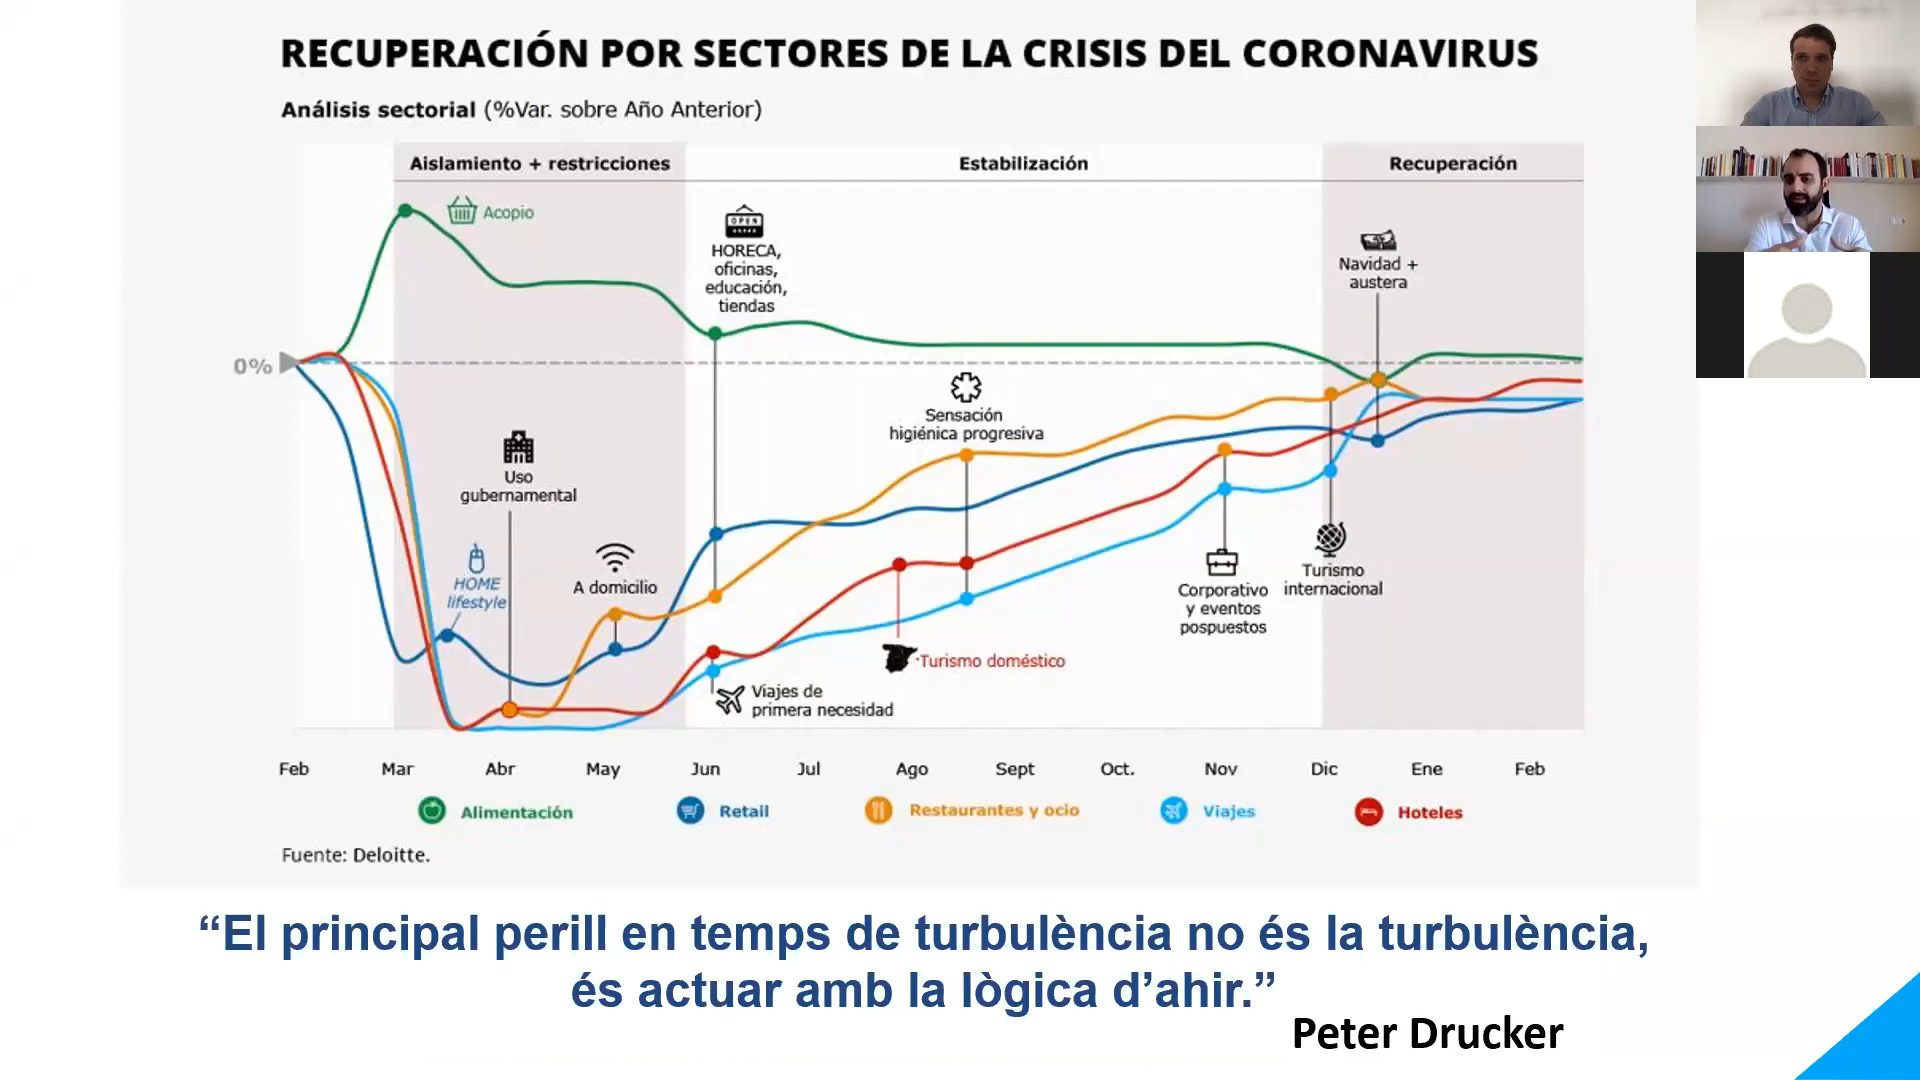 RECUPERACIÓN POR SECTORES DE LA CRISIS DEL CORONAVIRUS
Análisis sectorial (%Var. sobre Año Anterior)
Aislamiento + restricciones
Estabilización
Recuperación
Acopio
OPEN
HORECA,
oficinas,
educación,
tiendas
Navidad +
austera
0%
Sensación
higiénica progresiva
Uso
gubernamental
HOME
lifestyle
A domicilio
Turismo
internacional
Corporativo
y eventos
pospuestos
Turismo doméstico
Viajes de
primera necesidad
Feb Mar Abr May Jun Jul Ago Sept Oct. Nov Dic Ene Feb
Alimentación Retail Restaurantes y ocio Viajes Hoteles
Fuente: Deloitte.
“El principal perill en temps de turbulència no és la turbulència,
és actuar amb la lògica d’ahir.”
Peter Drucker